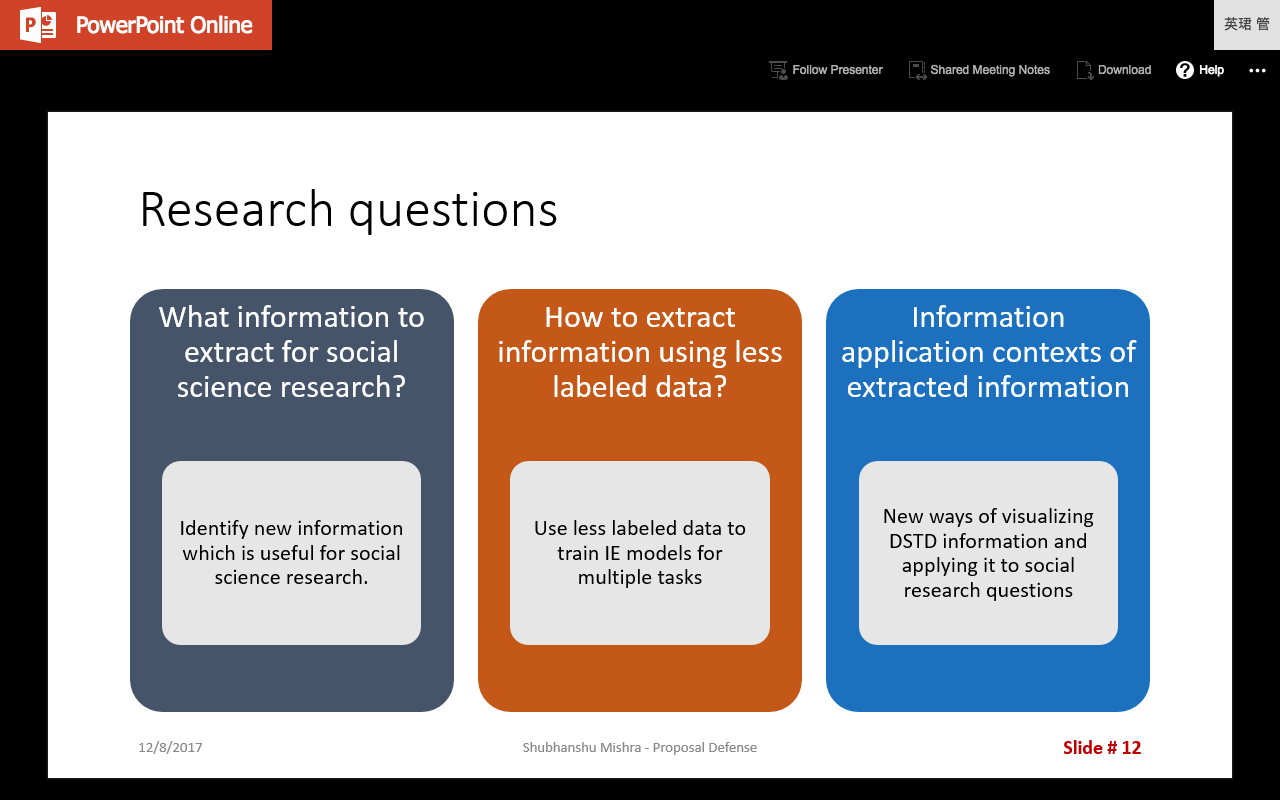 PowerPoint Online
英珺 管
Follow Presenter
Shared Meeting Notes
Download
Help
Research questions
What information to
extract for social
science research?
Identify new information
which is useful for social
science research.
How to extract
information using less
labeled data?
Use less labeled data to
train IE models for
multiple tasks
Information
application contexts of
extracted information
New ways of visualizing
DSTD information and
applying it to social
research questions
12/8/2017
Shubhanshu Mishra - Proposal Defense
Slide # 12